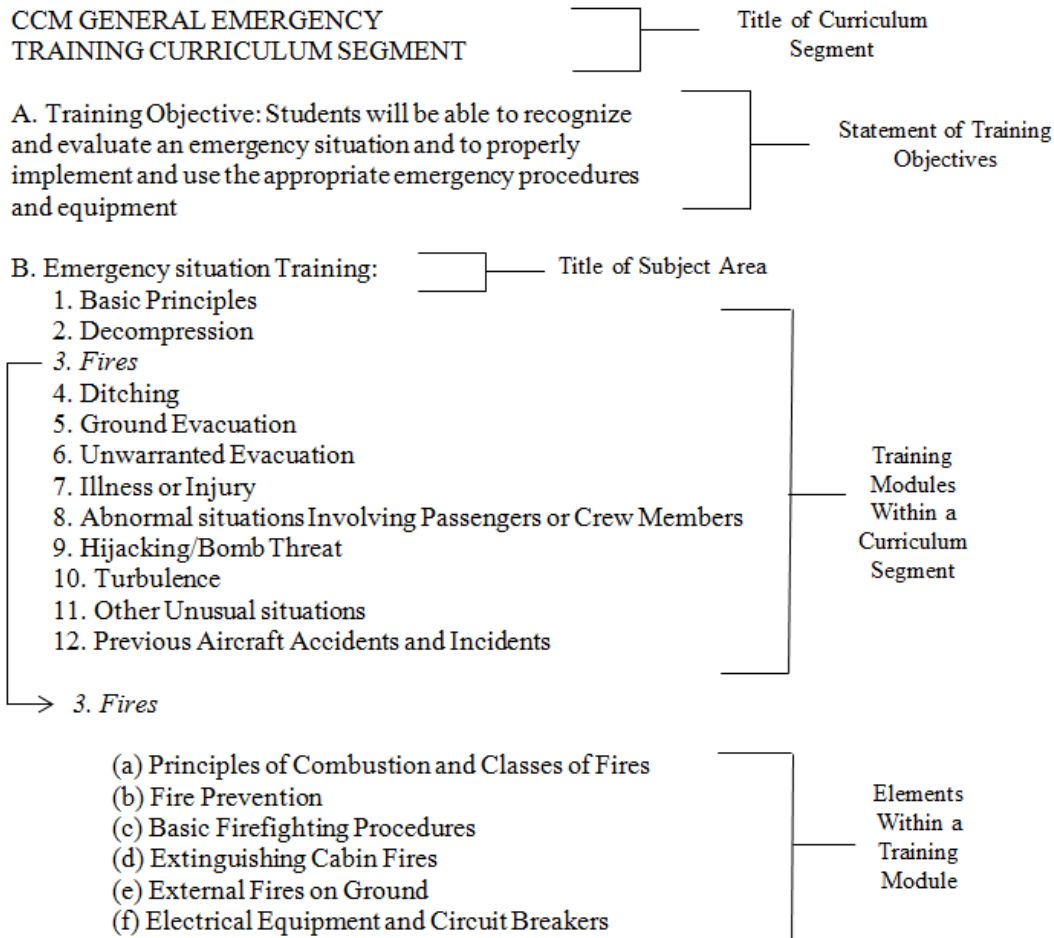 CCM GENERAL EMERGENCY
TRAINING CURRICULUM SEGMENT
Title of Curriculum
Segment
A. Training Objective: Students will be able to recognize
and evaluate an emergency situation and to properly
implement and use the appropriate emergency procedures
and equipment
Statement of Training
Objectives
B. Emergency situation Training:
Title of Subject Area
1. Basic Principles
2. Decompression
3. Fires
4. Ditching
5. Ground Evacuation
6. Unwarranted Evacuation
7. Illness or Injury
8. Abnormal situations Involving Passengers or Crew Members
9. Hijacking/Bomb Threat
10. Turbulence
11. Other Unusual situations
12. Previous Aircraft Accidents and Incidents
Training
Modules
Within a
Curriculum
Segment
3. Fires
(a) Principles of Combustion and Classes of Fires
(b) Fire Prevention
(c) Basic Firefighting Procedures
(d) Extinguishing Cabin Fires
(e) External Fires on Ground
(f) Electrical Equipment and Circuit Breakers
Elements
Within a
Training
Module